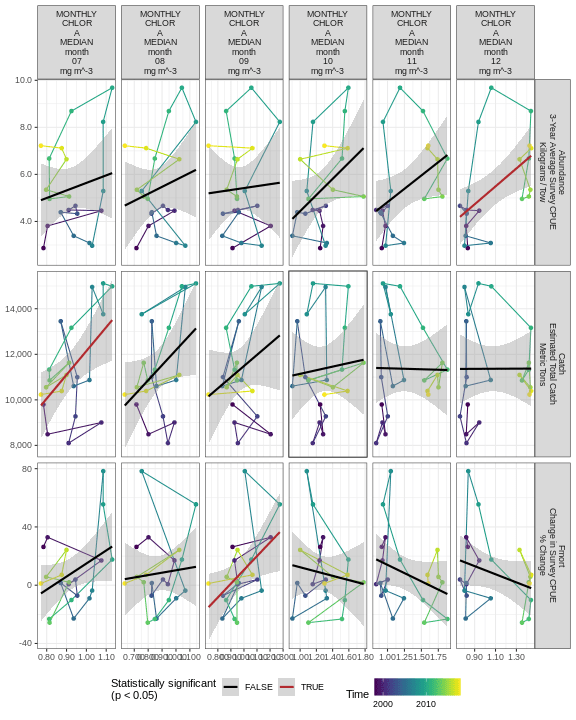 MONTHLY MONTHLY MONTHLY MONTHLY MONTHLY MONTHLY
CHLOR CHLOR CHLOR CHLOR CHLOR CHLOR
A A A A A A
MEDIAN MEDIAN MEDIAN MEDIAN MEDIAN MEDIAN
month month month month month month
07 08 09 10 11 12
mg m^-3 mg m^-3 mg m^-3 mg m^-3 mg m^-3 mg m^-3
10.0
8.0
6.0
4.0
Abundance
3-Year Average Survey CPUE
Kilograms / Tow
14,000
12,000
10,000
8,000
Catch
Estimated Total Catch
Metric Tons
80
40
0
-40
Fmort
Change in Survey CPUE
% Change
0.80 0.90 1.00 1.10
1.00 1.20 1.40 1.60 1.80
1.00 1.25 1.50 1.75
0.90 1.10 1.30
Statistically significant
(p < 0.05)
FALSE TRUE
Time
2000 2010